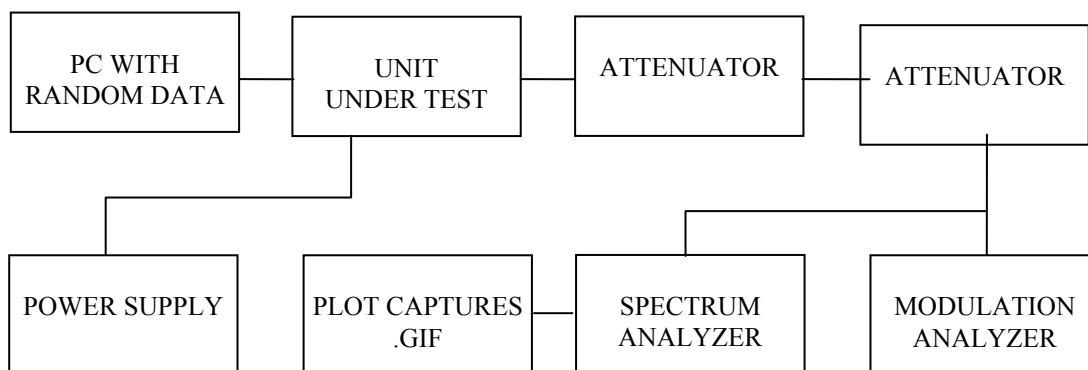 PC WITH
RANDOM DATA
UNIT
UNDER TEST
ATTENUATOR
ATTENUATOR
POWER SUPPLY
PLOT CAPTURES
.GIF
SPECTRUM
ANALYZER
MODULATION
ANALYZER